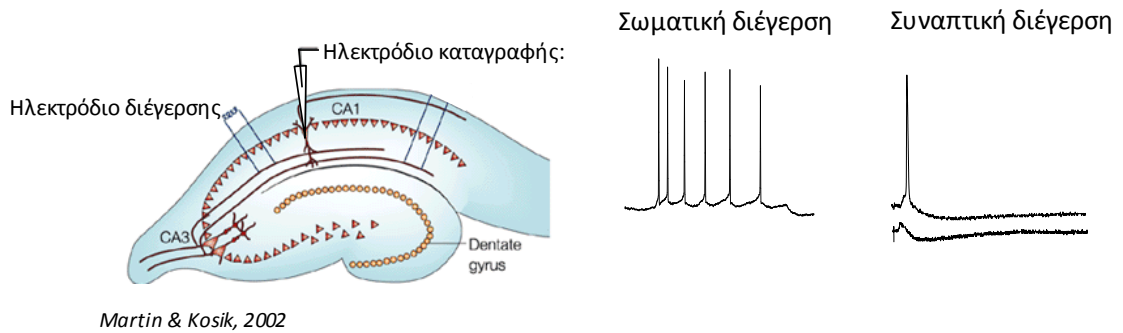 Σωματική διέγερση
Συναπτική διέγερση
Ηλεκτρόδιο καταγραφής:
Ηλεκτρόδιο διέγερσης
CA1
CA3
Dentate
gyrus
Martin & Kosik, 2002